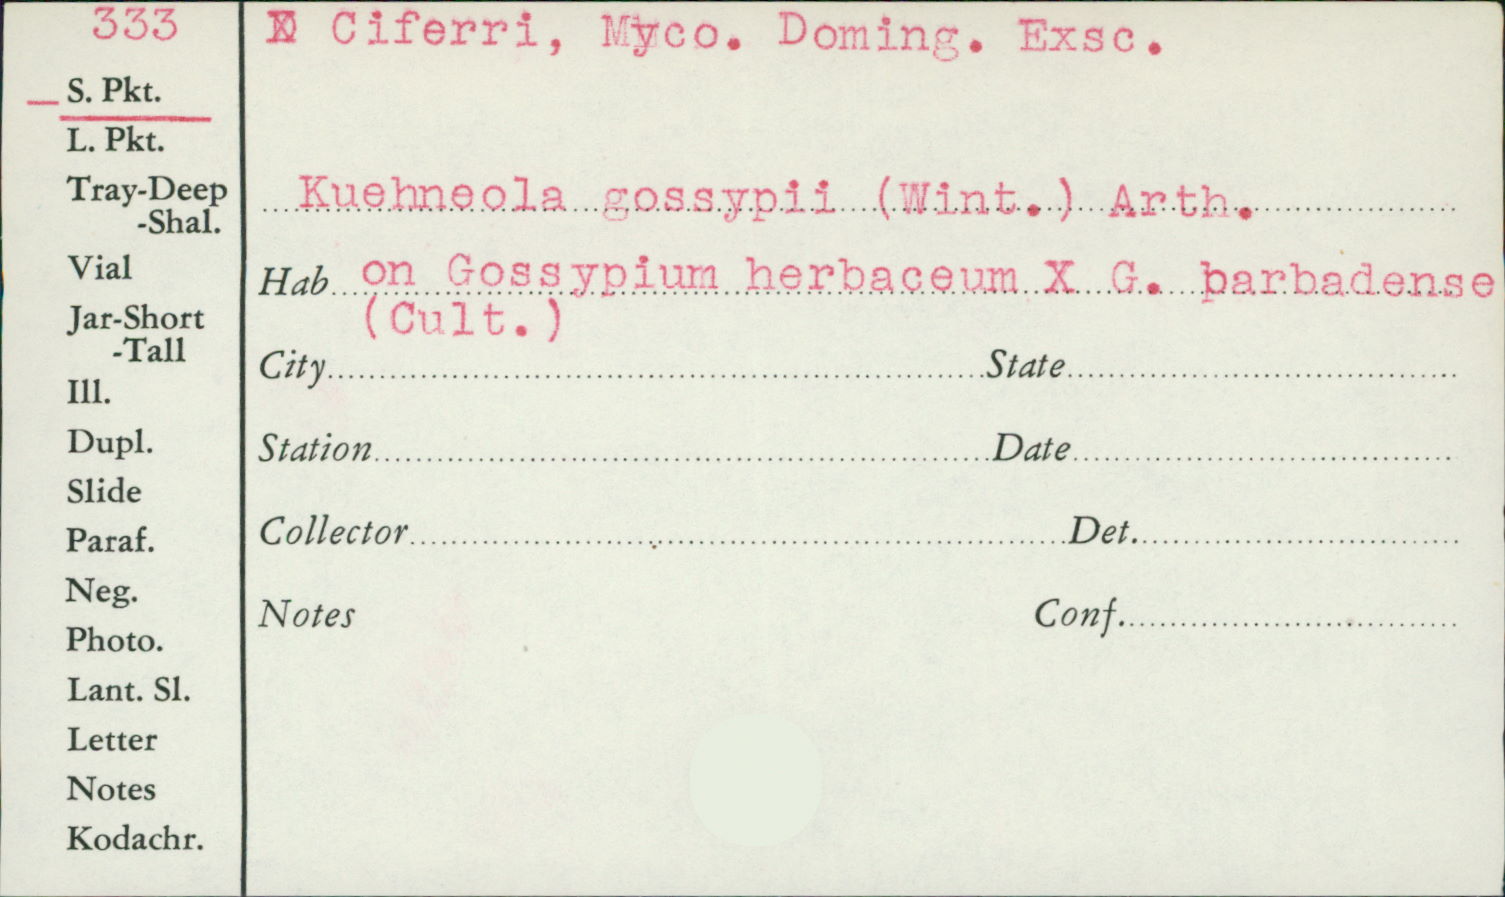 333
Ciferri, Myco. Doming. Exsc.
S. Pkt.
L. Pkt.
Tray-Deep
-Shal.
Vial
Jar-Short
-Tall
Ill.
Dupl.
Slide
Paraf.
Neg.
Photo.
Lant. Sl.
Letter
Notes
Kodachr.
Kuehneola gossypii (Wint.) Arth.
Hab on Gossypium herbaceum X G. barbadense
(Cult.)
City State
Station Date
Collector Det.
Notes Conf.